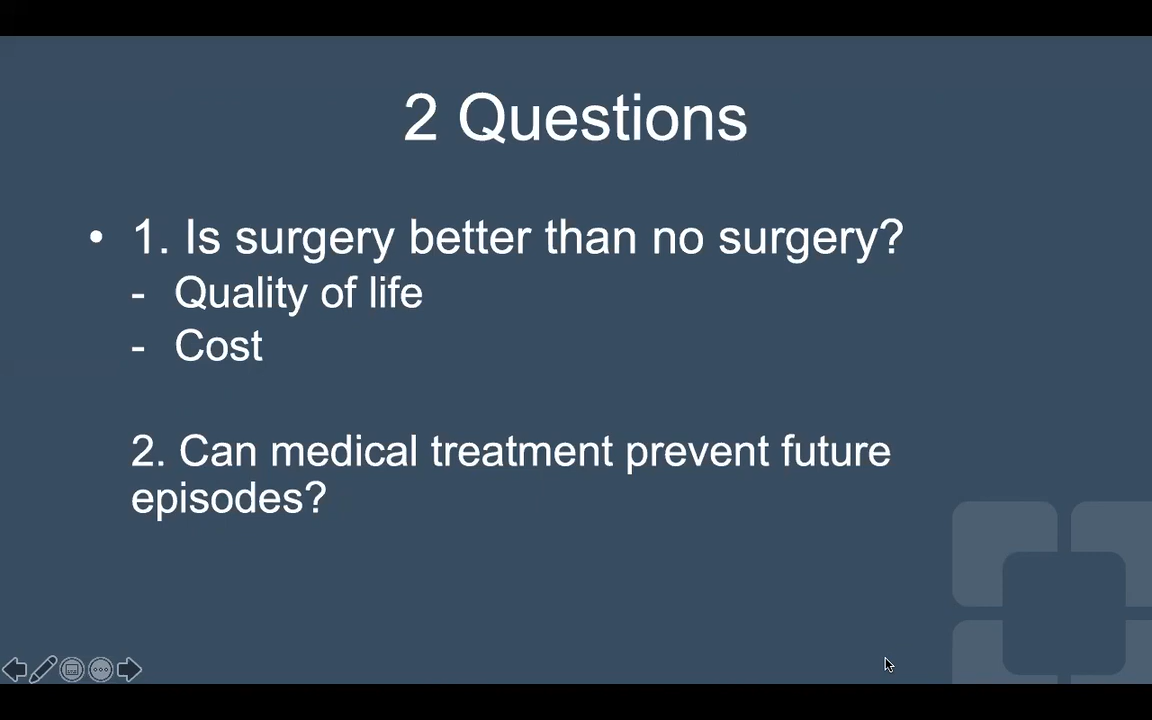 2 Questions
• 1. Is surgery better than no surgery?
- Quality of life
- Cost
2. Can medical treatment prevent future
episodes?